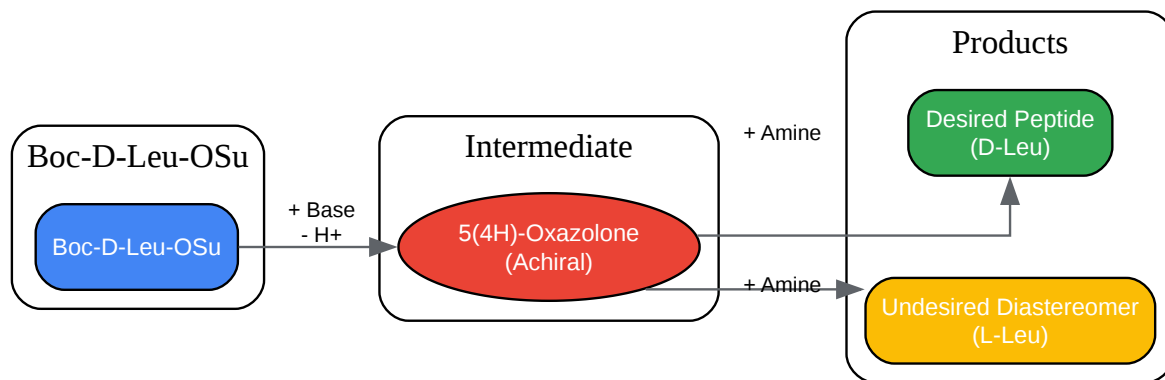 Boc-D-Leu-OSu
Boc-D-Leu-OSu
+ Base
- H+
Intermediate
5(4H)-Oxazolone
(Achiral)
+ Amine
+ Amine
Products
Desired Peptide
(D-Leu)
Undesired Diastereomer
(L-Leu)